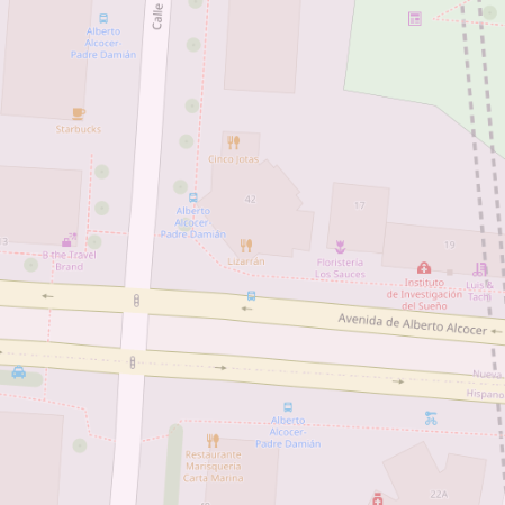 Calle
Alberto
Alcocer-
Padre Damián
Starbucks
Cinco Jotas
42
17
Alberto
Alcocer-
Padre Damián
19
8
B the Travel
Brand
Lizarrán
Floristería
Los Sauces
Instituto
de Investigación
del Sueño
Luis
Tachi
Avenida de Alberto Alcocer
Nueva
Hispano
Alberto
Alcocer-
Padre Damián
Restaurante
Marisquería
Carta Marina
22A